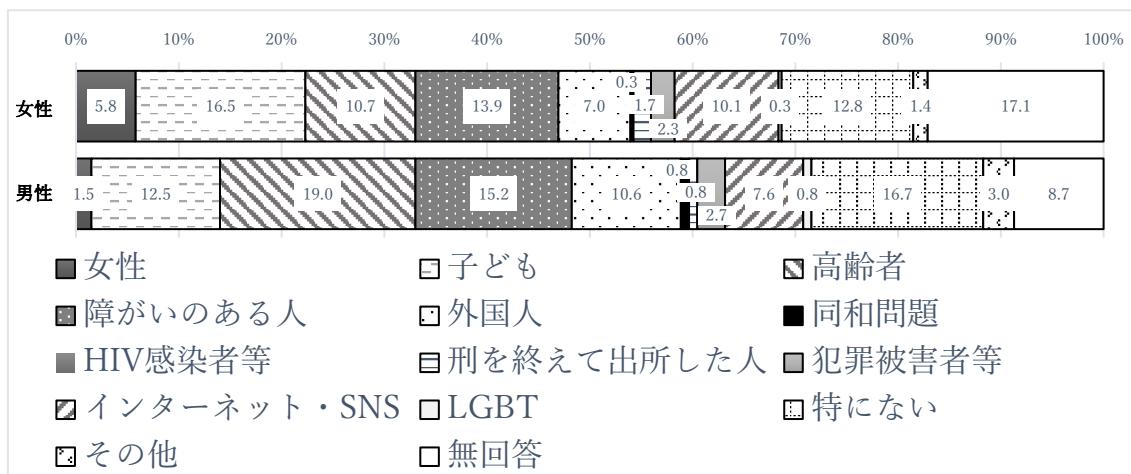 0% 10% 20% 30% 40% 50% 60% 70% 80% 90% 100%
女性 5.8 16.5 10.7 13.9 7.0 0.3 1.7 2.3 10.1 0.3 12.8 1.4 17.1
男性 1.5 12.5 19.0 15.2 10.6 0.8 0.8 2.7 7.6 0.8 16.7 3.0 8.7
女性 子ども 高齢者
障がいのある人 外国人 同和問題
HIV感染者等 刑を終えて出所した人 犯罪被害者等
インターネット・SNS LGBT 特にない
その他 無回答